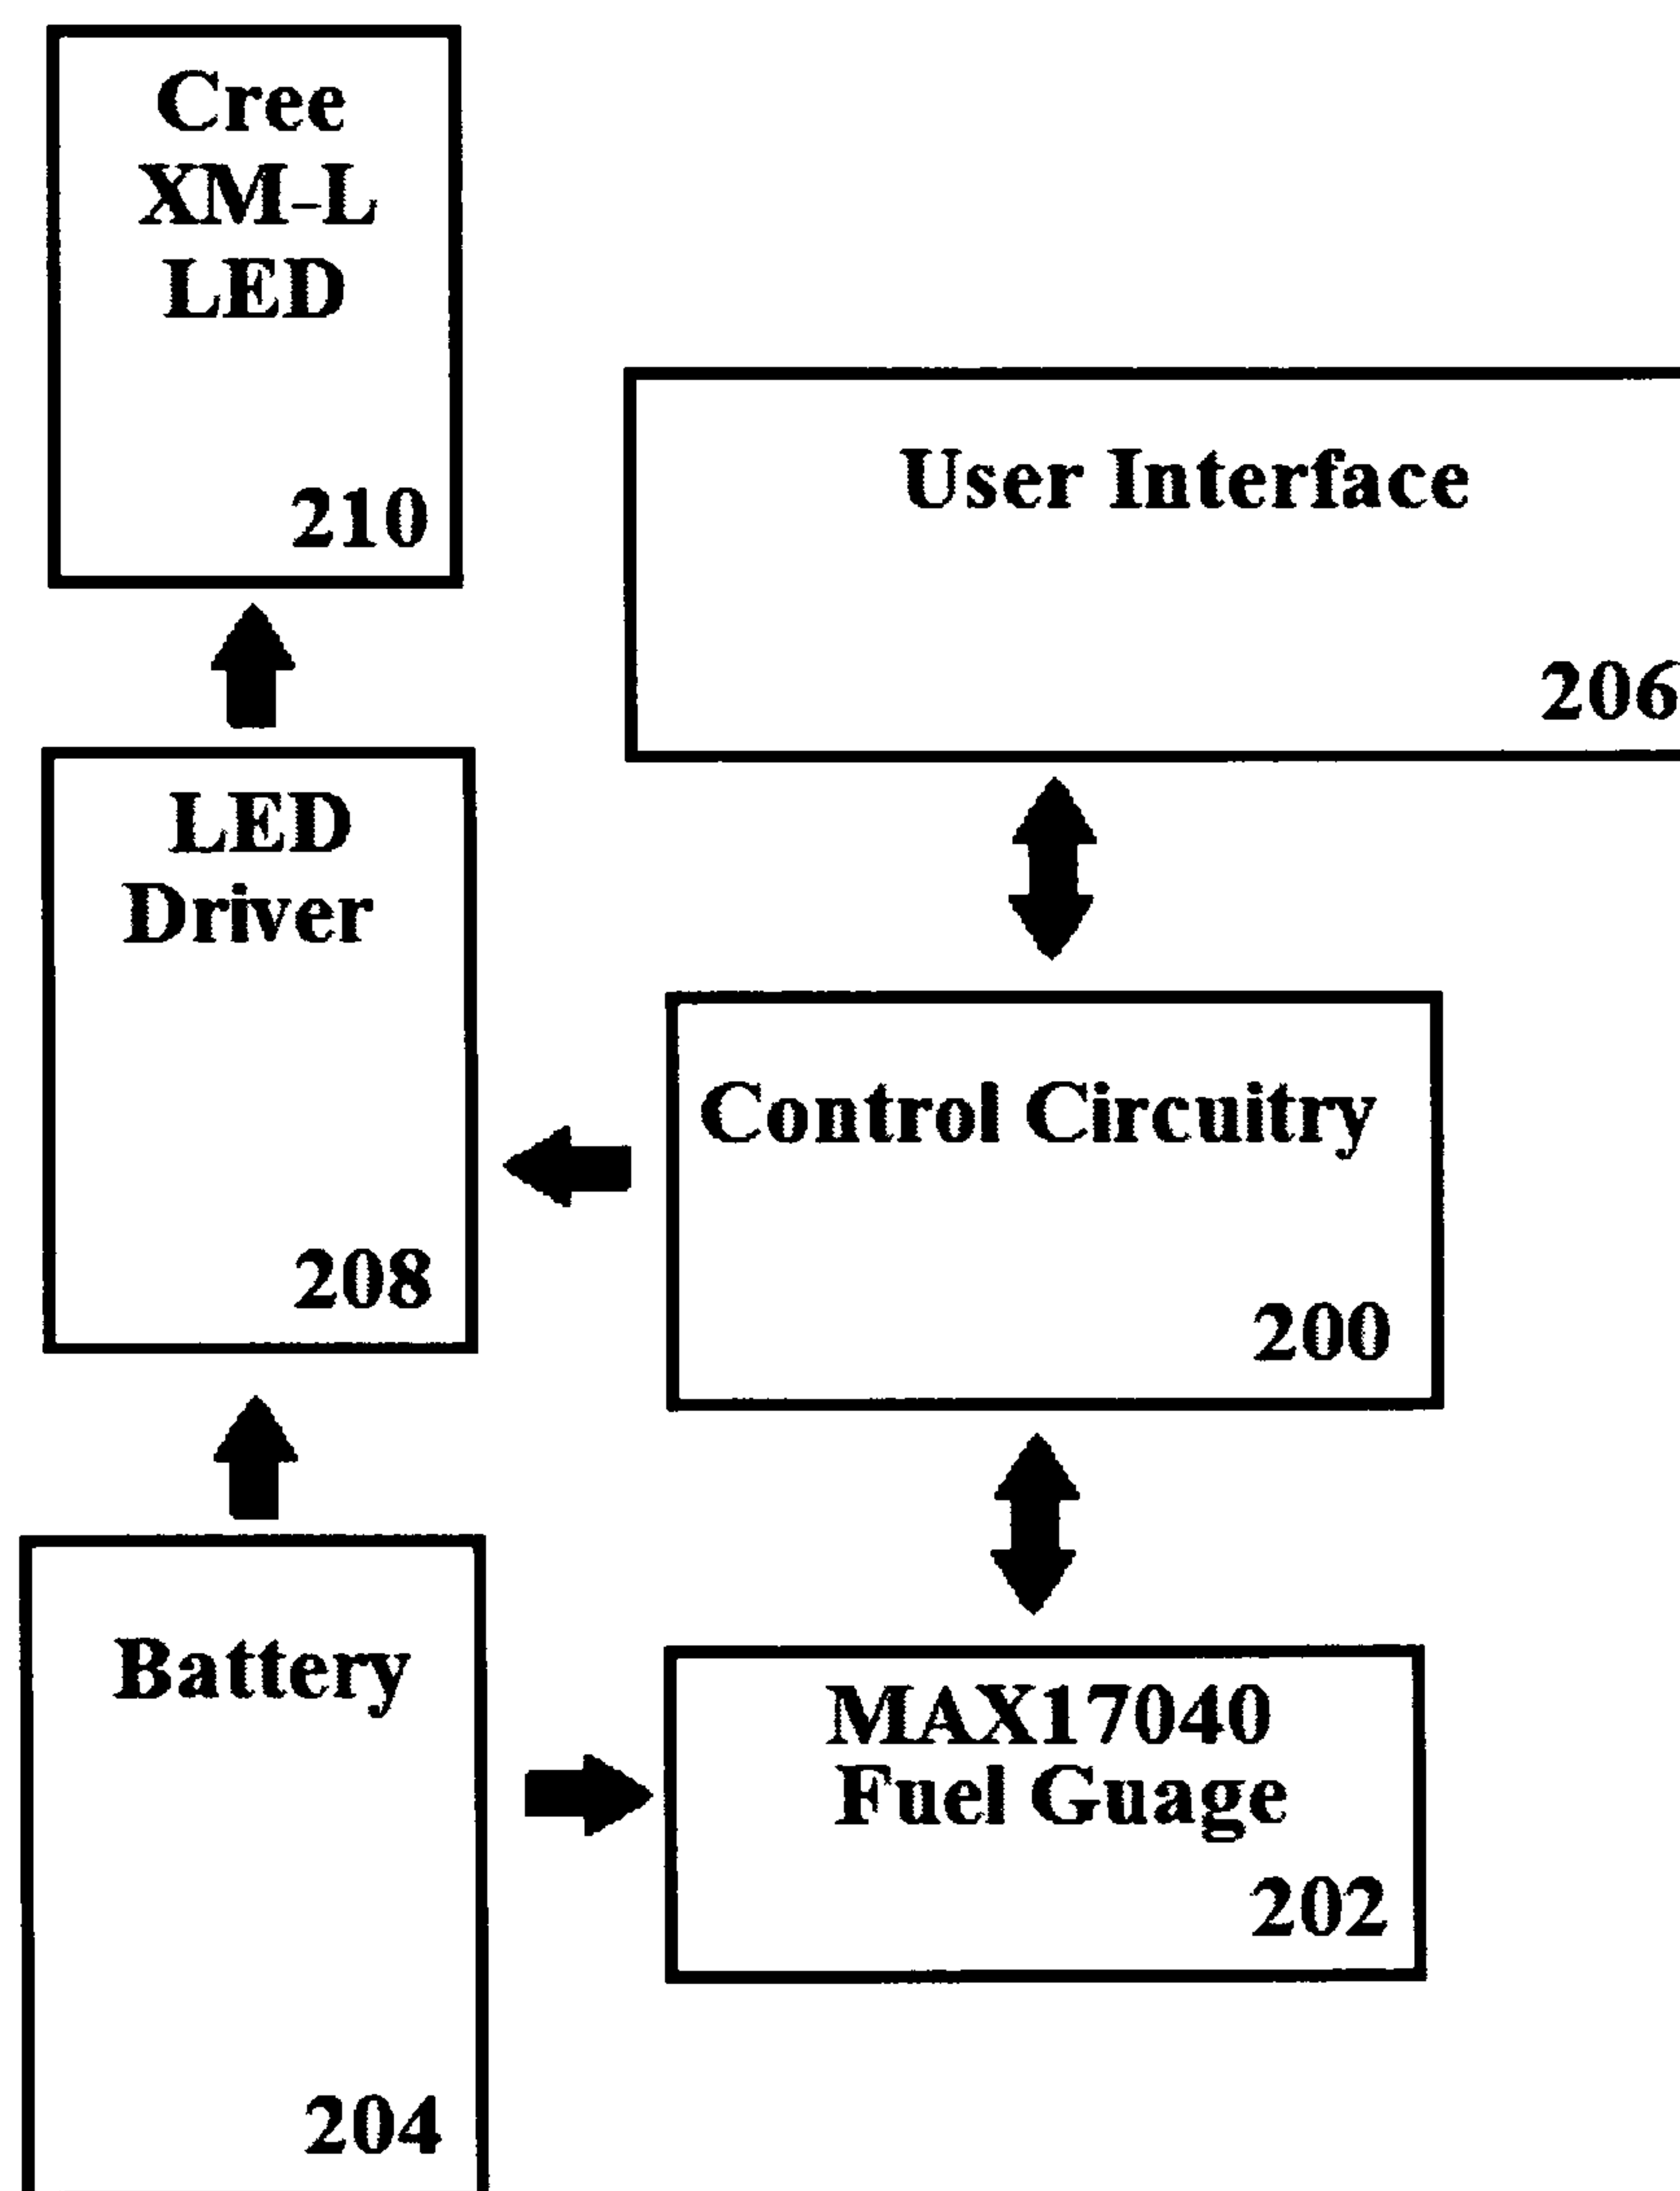 Cree
XM-L
LED
210
User Interface
206
LED
Driver
208
Control Circuitry
200
Battery
204
MAX17040
Fuel Guage
202